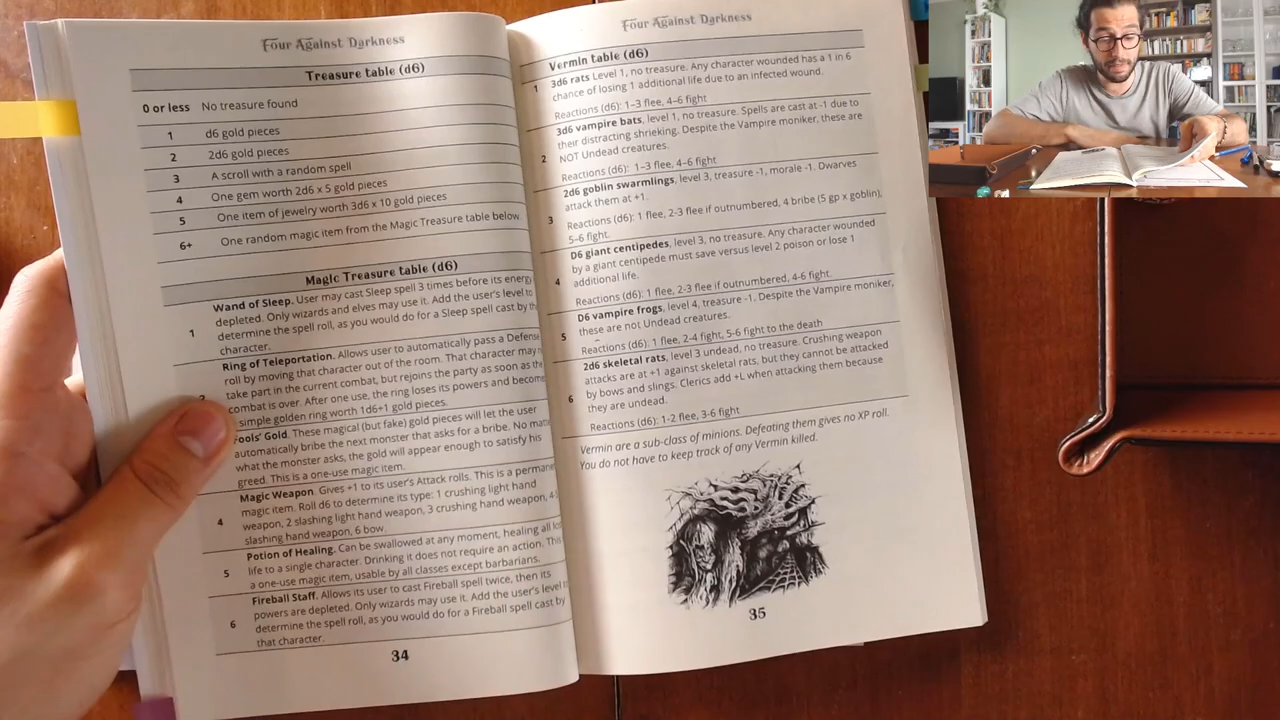 Four Against Darkness
Treasure table (d6)
0 or less No treasure found
1 d6 gold pieces
2 2d6 gold pieces
3 A scroll with a random spell
4 One gem worth 2d6 x 5 gold pieces
5 One item of jewelry worth 3d6 x 10 gold pieces
6+ One random magic item from the Magic Treasure table below.
Magic Treasure table (d6)
Wand of Sleep. User may cast Sleep spell 3 times before its energy
depleted. Only wizards and elves may use it. Add the user's level to
1 determine the spell roll, as you would do for a Sleep spell cast by
character.
Ring of Teleportation. Allows user to automatically pass a Defense
roll by moving that character out of the room. That character may
take part in the current combat, but rejoins the party as soon as the
combat is over. After one use, the ring loses its powers and
simple golden ring worth 1d6+1 gold pieces.
Gold. These magical (but fake) gold pieces will let the user
automatically bribe the next monster that asks for a bribe. No
what the monster asks, the gold will appear enough to satisfy his
greed. This is a one-use magic item.
Magic Weapon. Gives +1 to its user's Attack rolls. This is a
4 item. Roll d6 to determine its type: 1 crushing light hand
weapon, 2 slashing light hand weapon, 3 crushing hand weapon,
slashing hand weapon, 6 bow.
Potion of Healing. Can be swallowed at any moment, healing all
5 life to a single character. Drinking it does not require an action. This
a one-use magic item, usable by all classes except barbarians.
Fireball Staff. Allows its user to cast Fireball spell twice, then its
powers are depleted. Only wizards may use it. Add the user's level
6 determine the spell roll, as you would do for a Fireball spell cast by
that character.
34
Four Against Darkness
Vermin table (d6)
3d6 rats Level 1, no treasure. Any character wounded has a 1 in 6
1 chance of losing 1 additional life due to an infected wound.
Reactions (d6): 1–3 flee, 4–6 fight
3d6 vampire bats, level 1, no treasure. Spells are cast at -1 due to
their distracting shrieking. Despite the Vampire moniker, these are
2 NOT Undead creatures.
Reactions (d6): 1–3 flee, 4–6 fight
2d6 goblin swarmlings, level 3, treasure -1, morale -1. Dwarves
attack them at +1.
3 Reactions (d6): 1 flee, 2-3 flee if outnumbered, 4 bribe (5 gp x goblin),
5–6 fight.
D6 giant centipedes, level 3, no treasure. Any character wounded
by a giant centipede must save versus level 2 poison or lose 1
4 additional life.
Reactions (d6): 1 flee, 2-3 flee if outnumbered, 4-6 fight.
D6 vampire frogs, level 4, treasure -1. Despite the Vampire moniker,
these are not Undead creatures.
5 Reactions (d6): 1 flee, 2-4 fight, 5-6 fight to the death
2d6 skeletal rats, level 3 undead, no treasure. Crushing weapon
attacks are at +1 against skeletal rats, but they cannot be attacked
6 by bows and slings. Clerics add +L when attacking them because
they are undead.
Reactions (d6): 1-2 flee, 3-6 fight
Vermin are a sub-class of minions. Defeating them gives no XP roll.
You do not have to keep track of any Vermin killed.
35